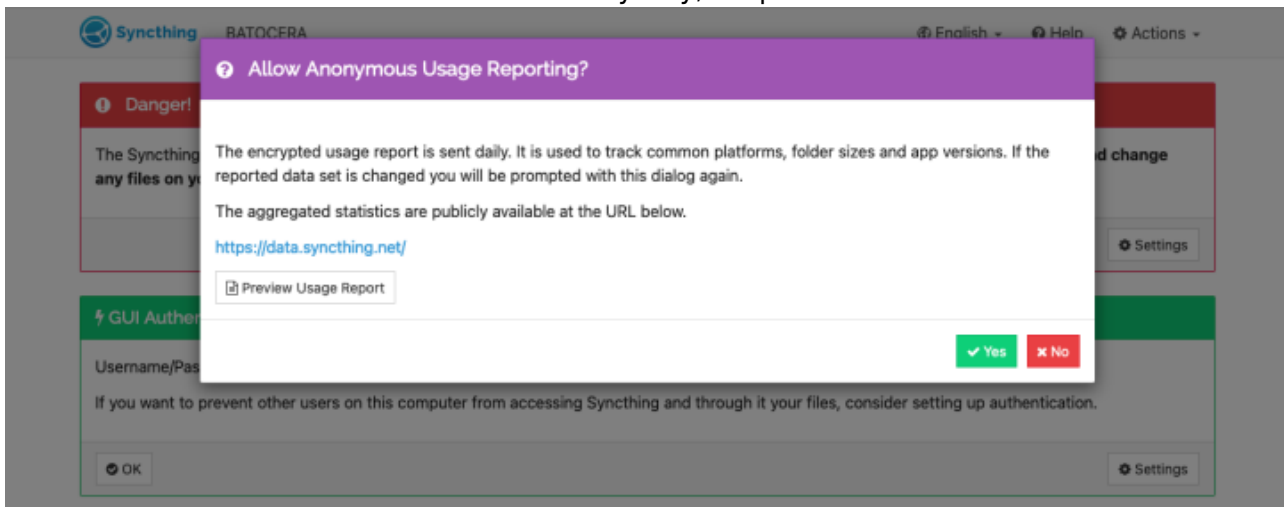 Syncthing BATOCERA English Help Actions
Allow Anonymous Usage Reporting?
Danger!
The Syncthing
any files on
The encrypted usage report is sent daily. It is used to track common platforms, folder sizes and app versions. If the
reported data set is changed you will be prompted with this dialog again.
The aggregated statistics are publicly available at the URL below.
https://data.syncthing.net/
Preview Usage Report
change
Settings
Yes No
GUI
Username/Pas
If you want to prevent other users on this computer from accessing Syncthing and through it your files, consider setting up authentication.
OK Settings